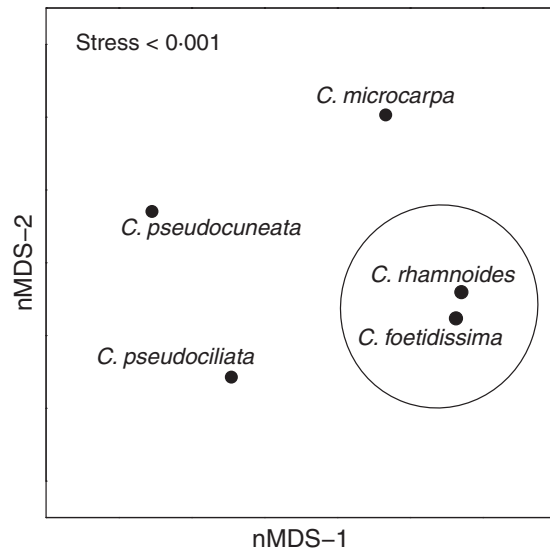 Stress < 0·001
C. microcarpa
C. pseudocuneata
C. rhamnoides
C. foetidissima
C. pseudociliata
nMDS−2
nMDS−1